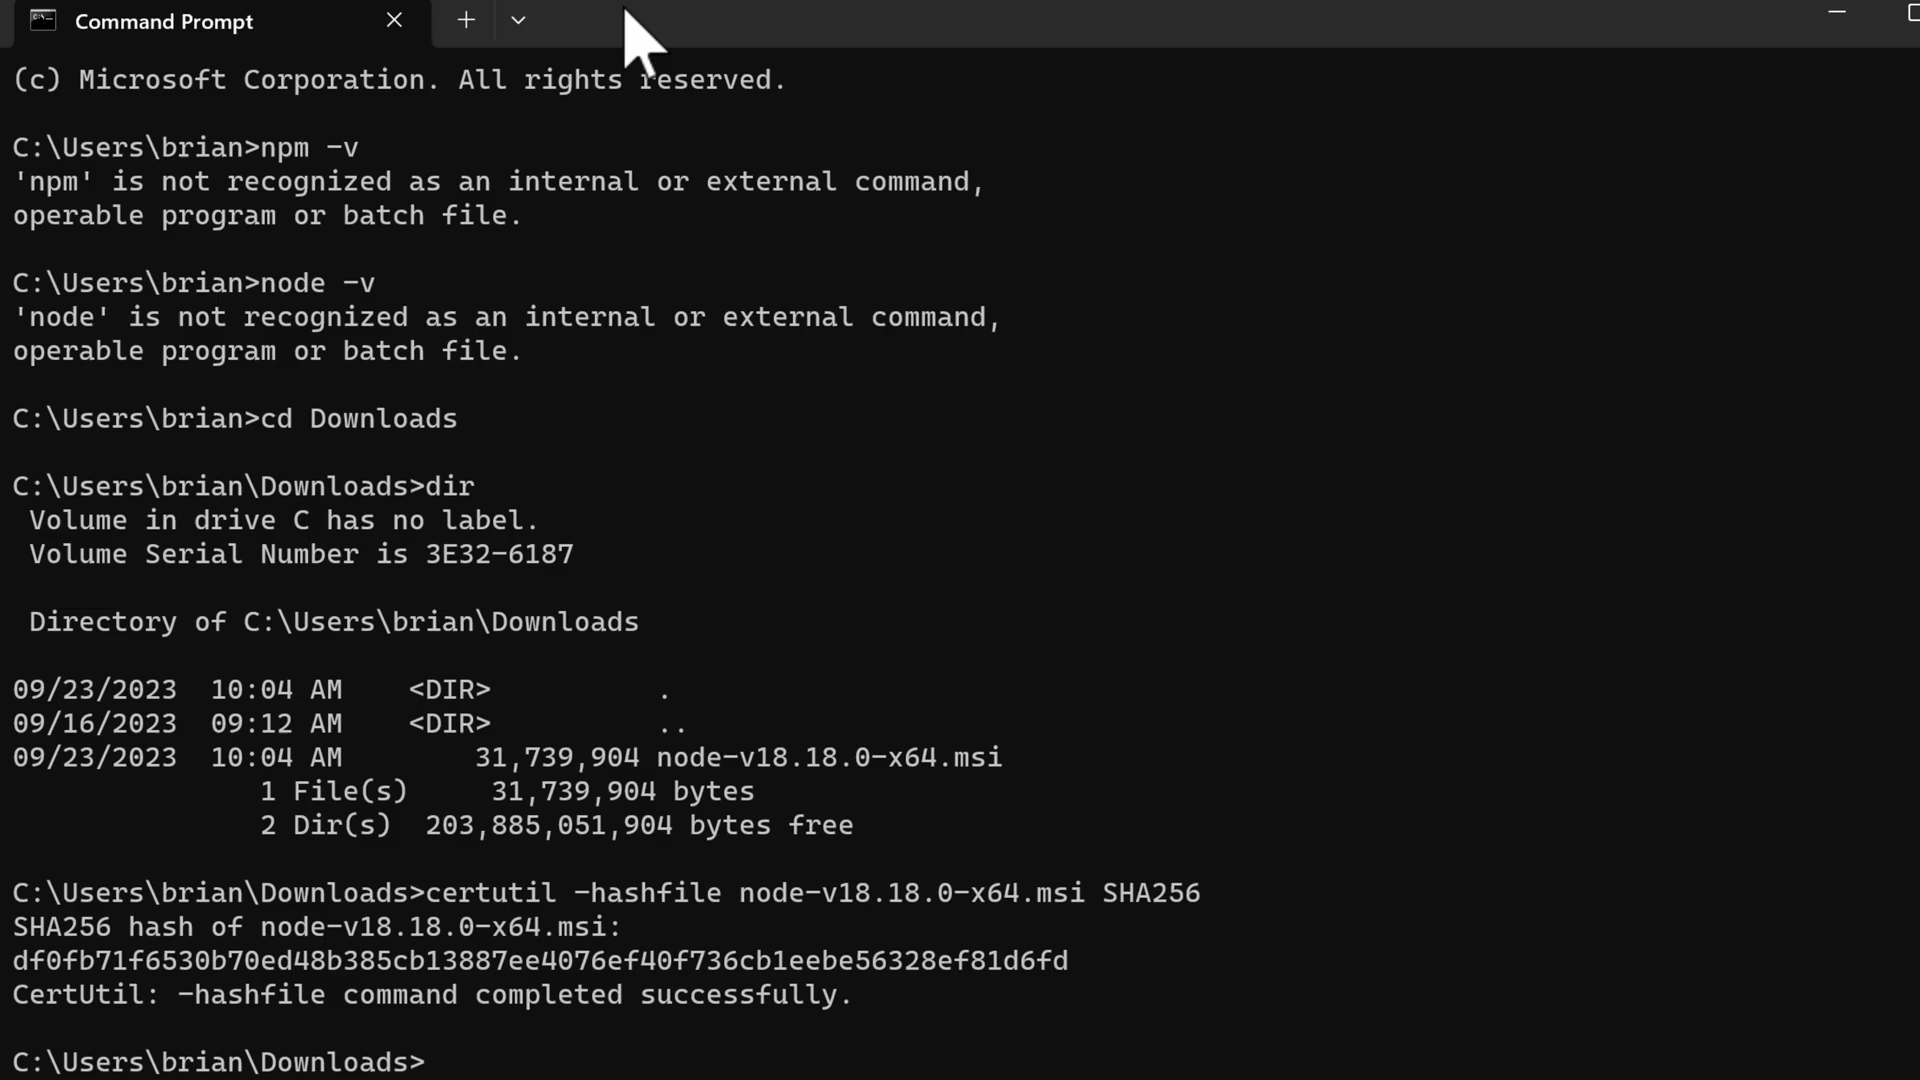 Command Prompt
(c) Microsoft Corporation. All rights reserved.
C:\Users\brian>npm -v
'npm' is not recognized as an internal or external command,
operable program or batch file.
C:\Users\brian>node -v
'node' is not recognized as an internal or external command,
operable program or batch file.
C:\Users\brian>cd Downloads
C:\Users\brian\Downloads>dir
Volume in drive C has no label.
Volume Serial Number is 3E32-6187
Directory of C:\Users\brian\Downloads
09/23/2023  10:04 AM    <DIR>          .
09/16/2023  09:12 AM    <DIR>          ..
09/23/2023  10:04 AM        31,739,904 node-v18.18.0-x64.msi
1 File(s)     31,739,904 bytes
2 Dir(s)  203,885,051,904 bytes free
C:\Users\brian\Downloads>certutil -hashfile node-v18.18.0-x64.msi SHA256
SHA256 hash of node-v18.18.0-x64.msi:
df0fb71f6530b70ed48b385cb13887ee4076ef40f736cb1eebe56328ef81d6fd
CertUtil: -hashfile command completed successfully.
C:\Users\brian\Downloads>